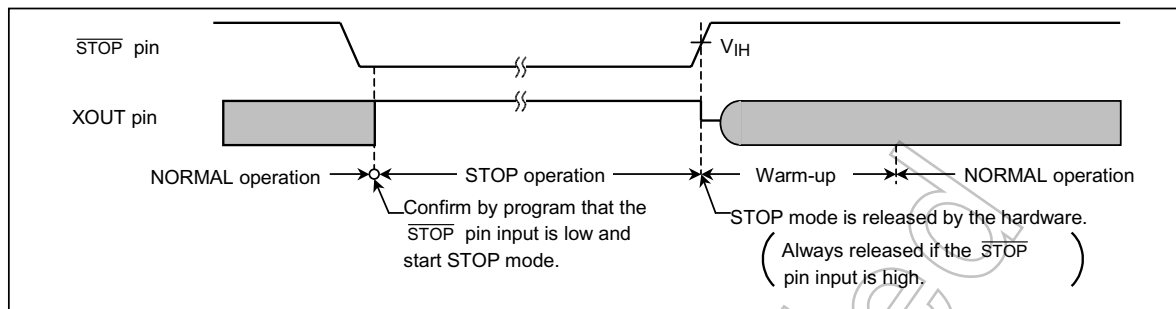 STOP pin
VIH
XOUT pin
NORMAL operation
STOP operation
Warm-up
NORMAL operation
Confirm by program that the
STOP pin input is low and
start STOP mode.
STOP mode is released by the hardware.
( Always released if the STOP
pin input is high. )